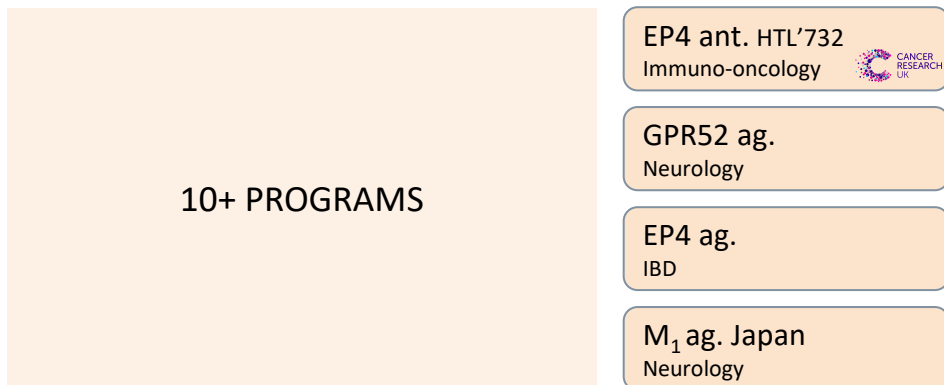 10+ PROGRAMS
EP4 ant. HTL’732
Immuno-oncology
CANCER
RESEARCH
UK
GPR52 ag.
Neurology
EP4 ag.
IBD
M₁ ag. Japan
Neurology